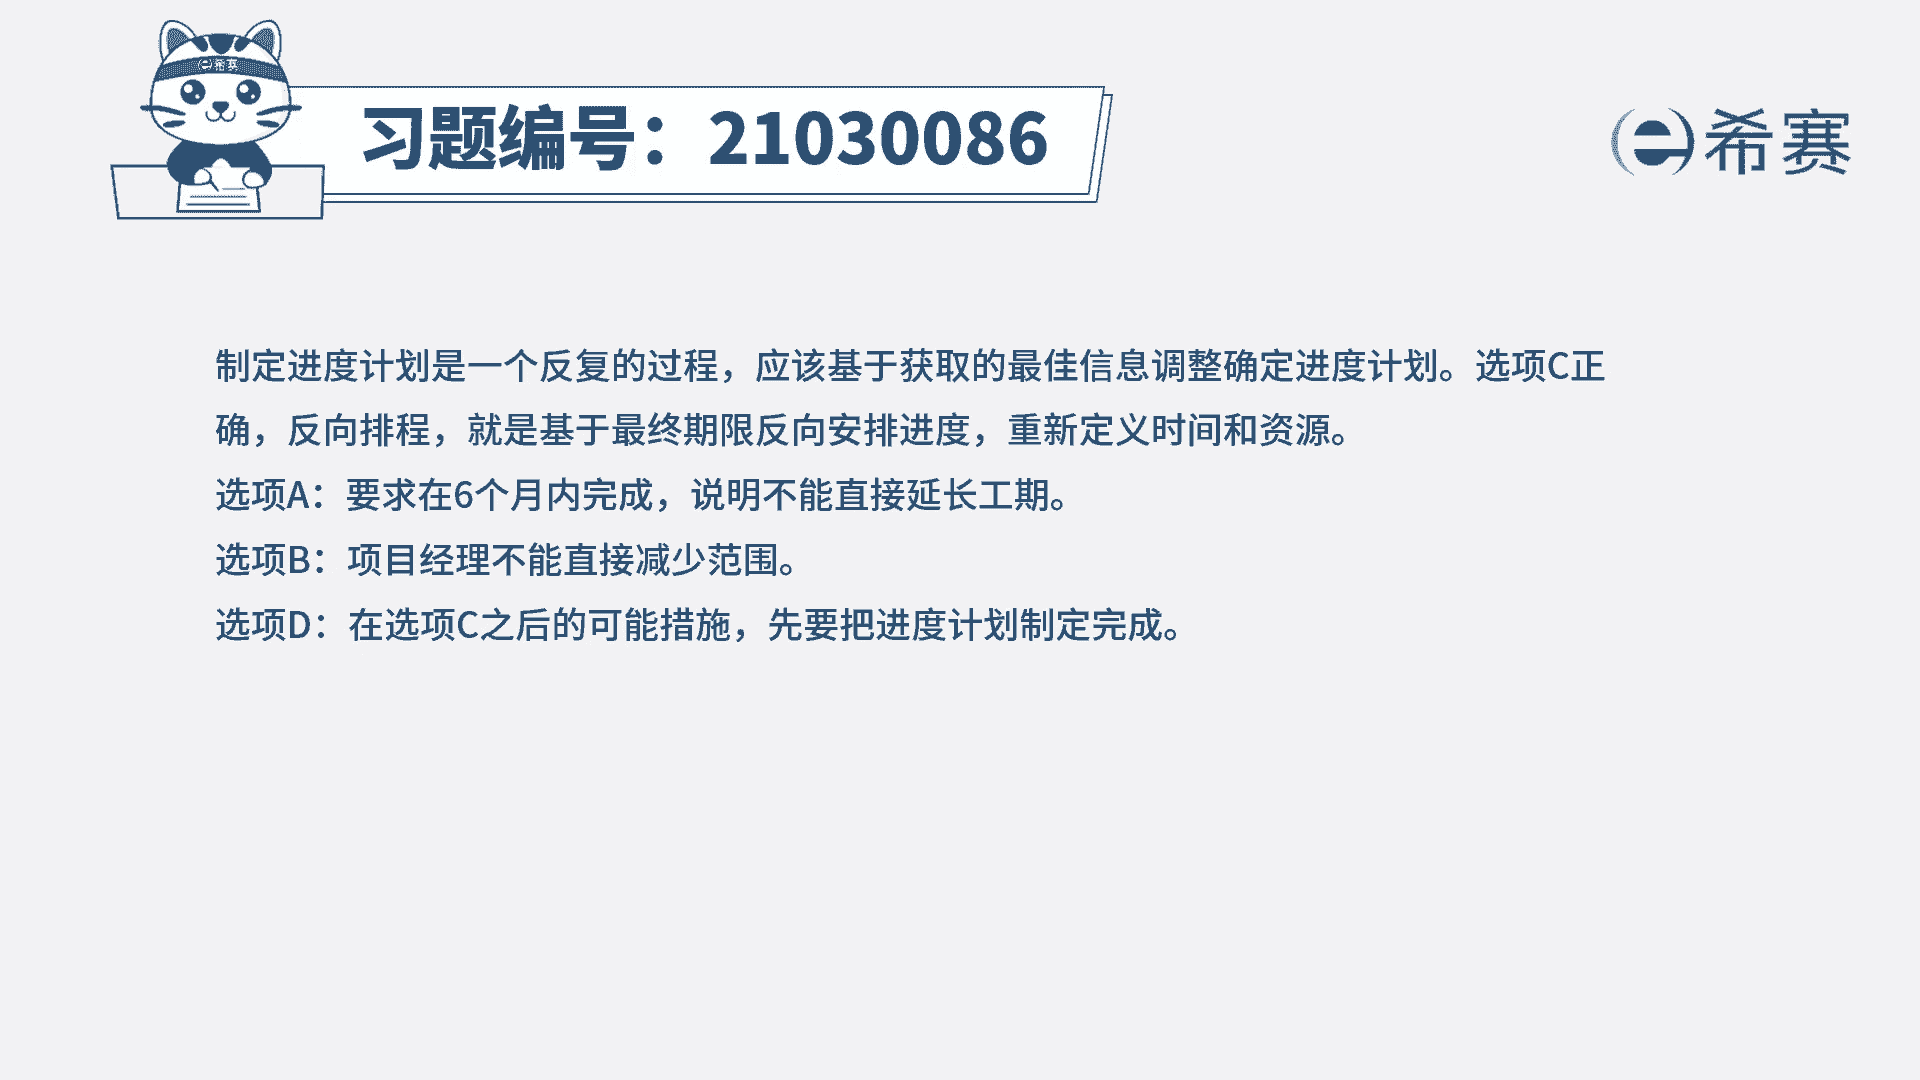 e希赛
习题编号：21030086
e希赛
制定进度计划是一个反复的过程，应该基于获取的最佳信息调整确定进度计划。选项C正
确，反向排程，就是基于最终期限反向安排进度，重新定义时间和资源。
选项A：要求在6个月内完成，说明不能直接延长工期。
选项B：项目经理不能直接减少范围。
选项D：在选项C之后的可能措施，先要把进度计划制定完成。